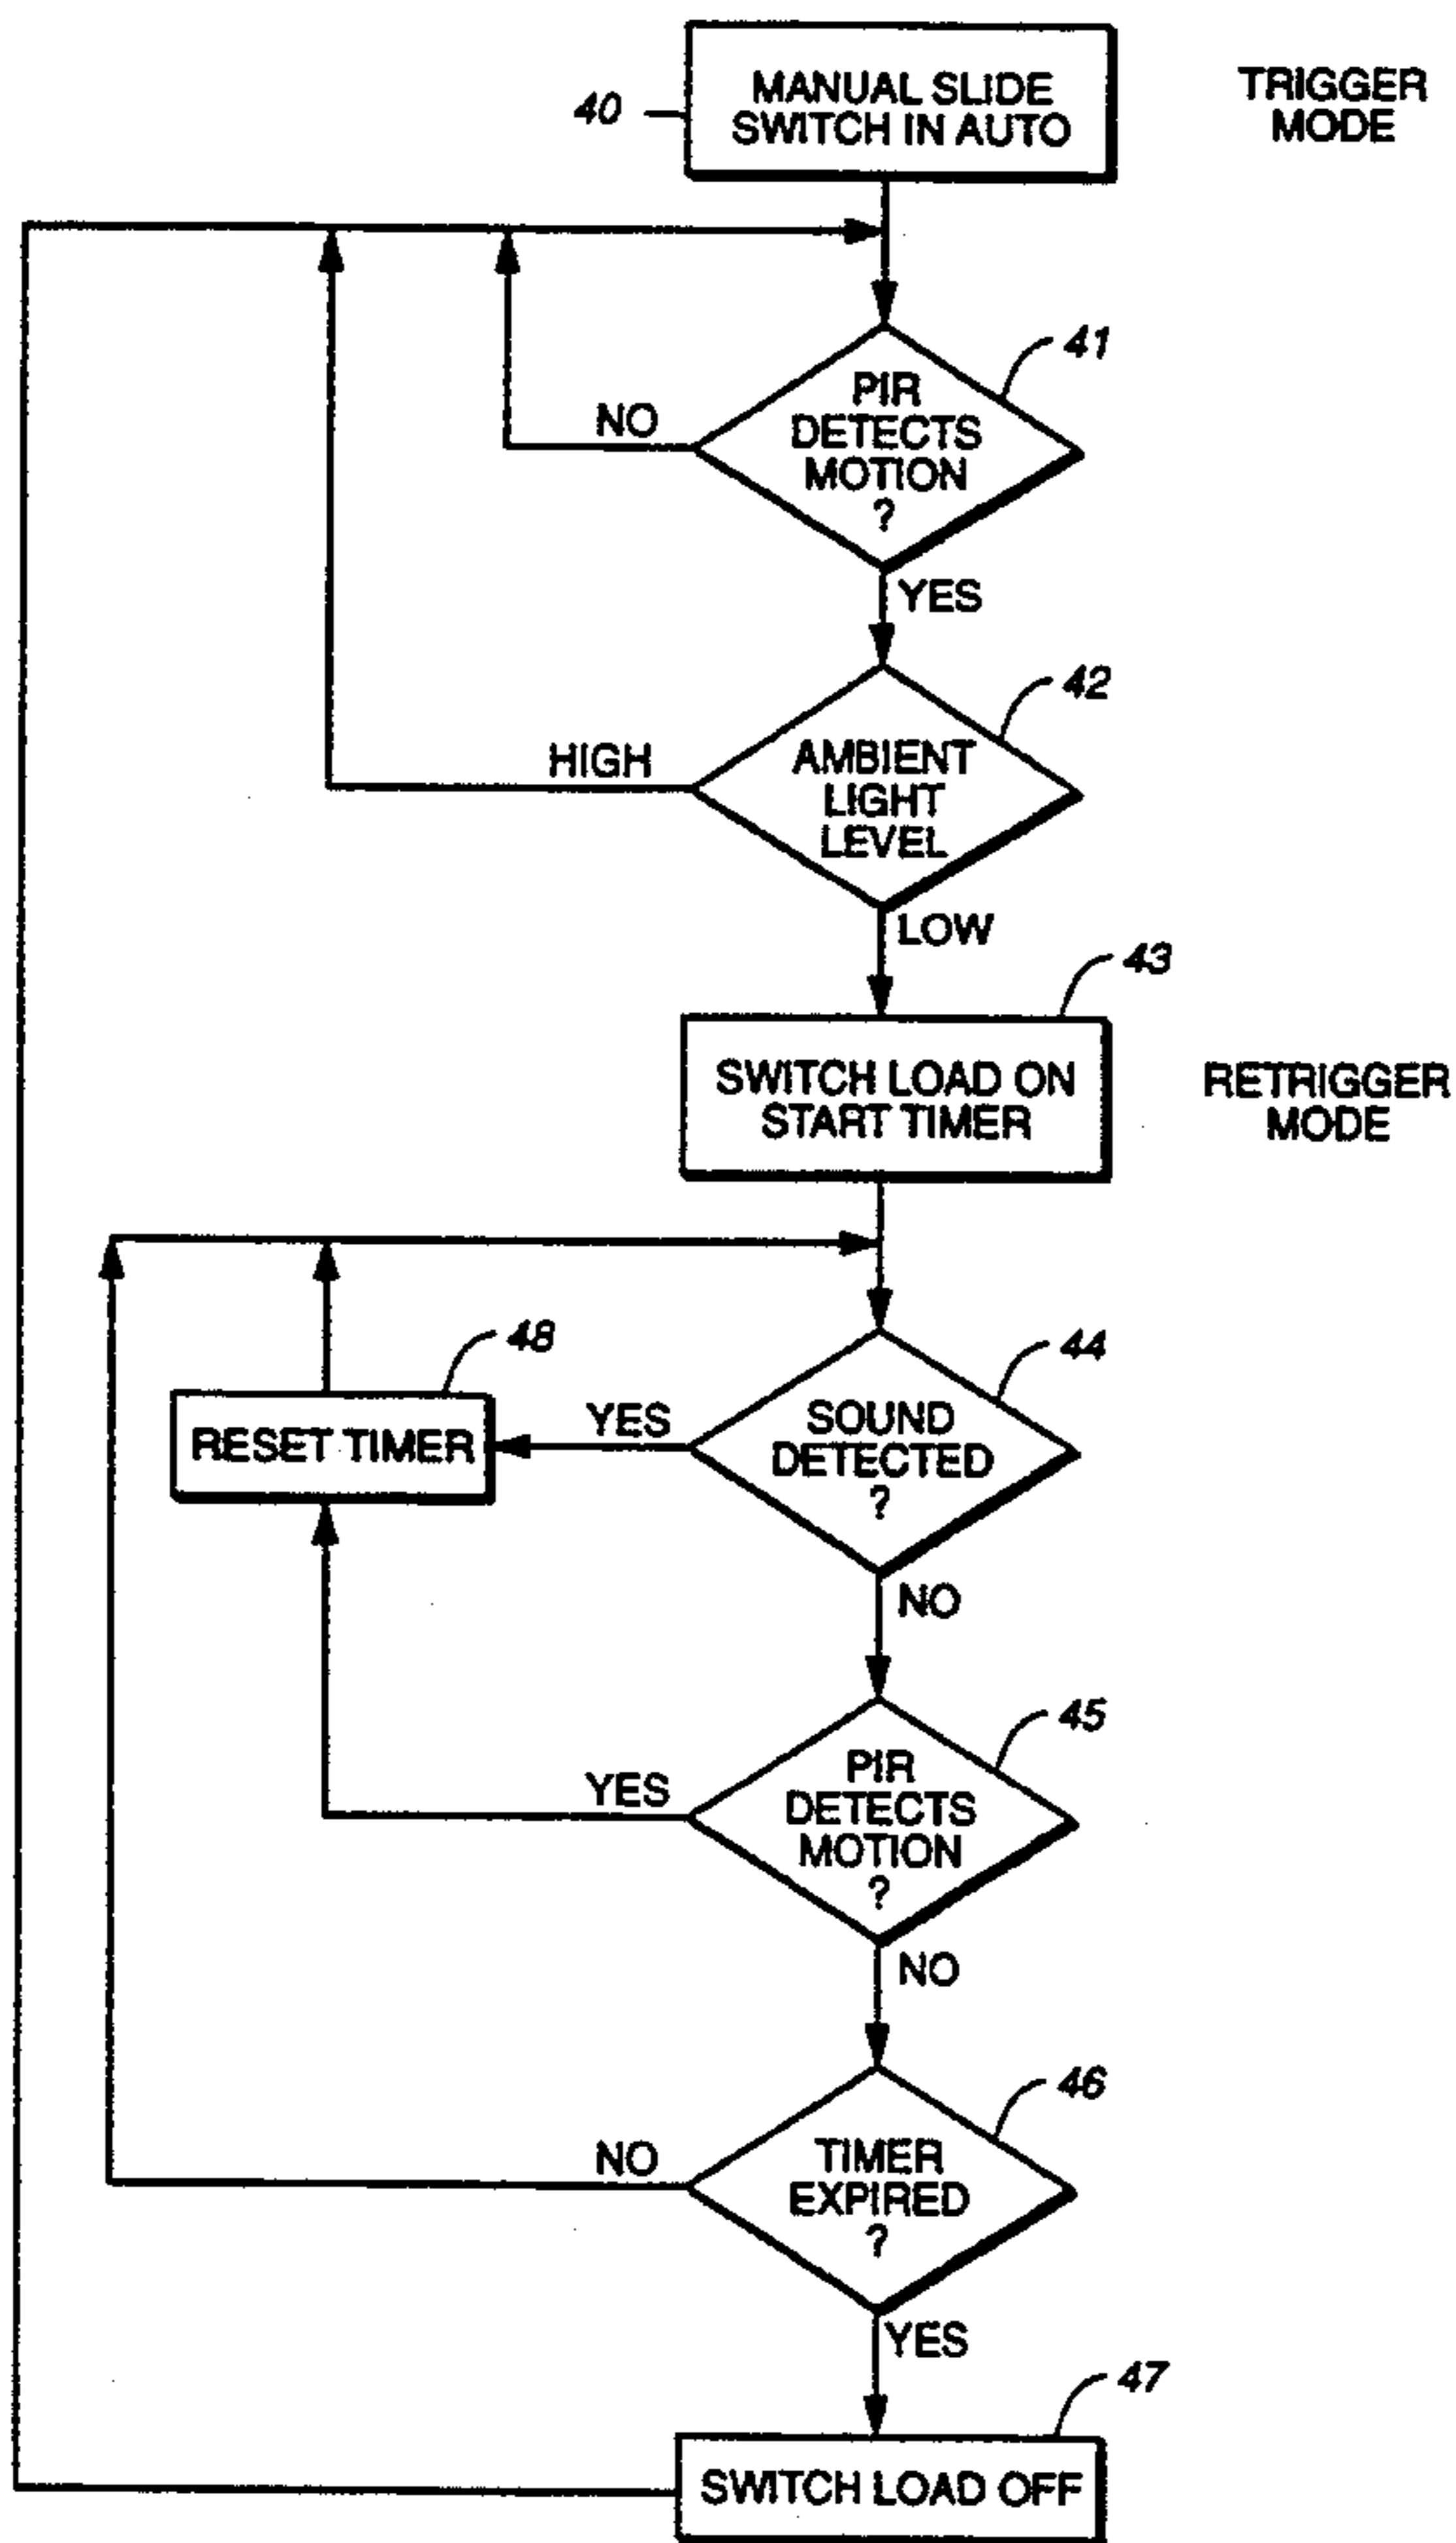 40
MANUAL SLIDE
SWITCH IN AUTO
TRIGGER
MODE
41
PIR
DETECTS
MOTION
?
NO
YES
42
AMBIENT
LIGHT
LEVEL
HIGH
LOW
43
SWITCH LOAD ON
START TIMER
RETRIGGER
MODE
48
RESET TIMER
44
YES
SOUND
DETECTED
?
NO
45
PIR
DETECTS
MOTION
?
YES
NO
46
TIMER
EXPIRED
?
NO
YES
47
SWITCH LOAD OFF